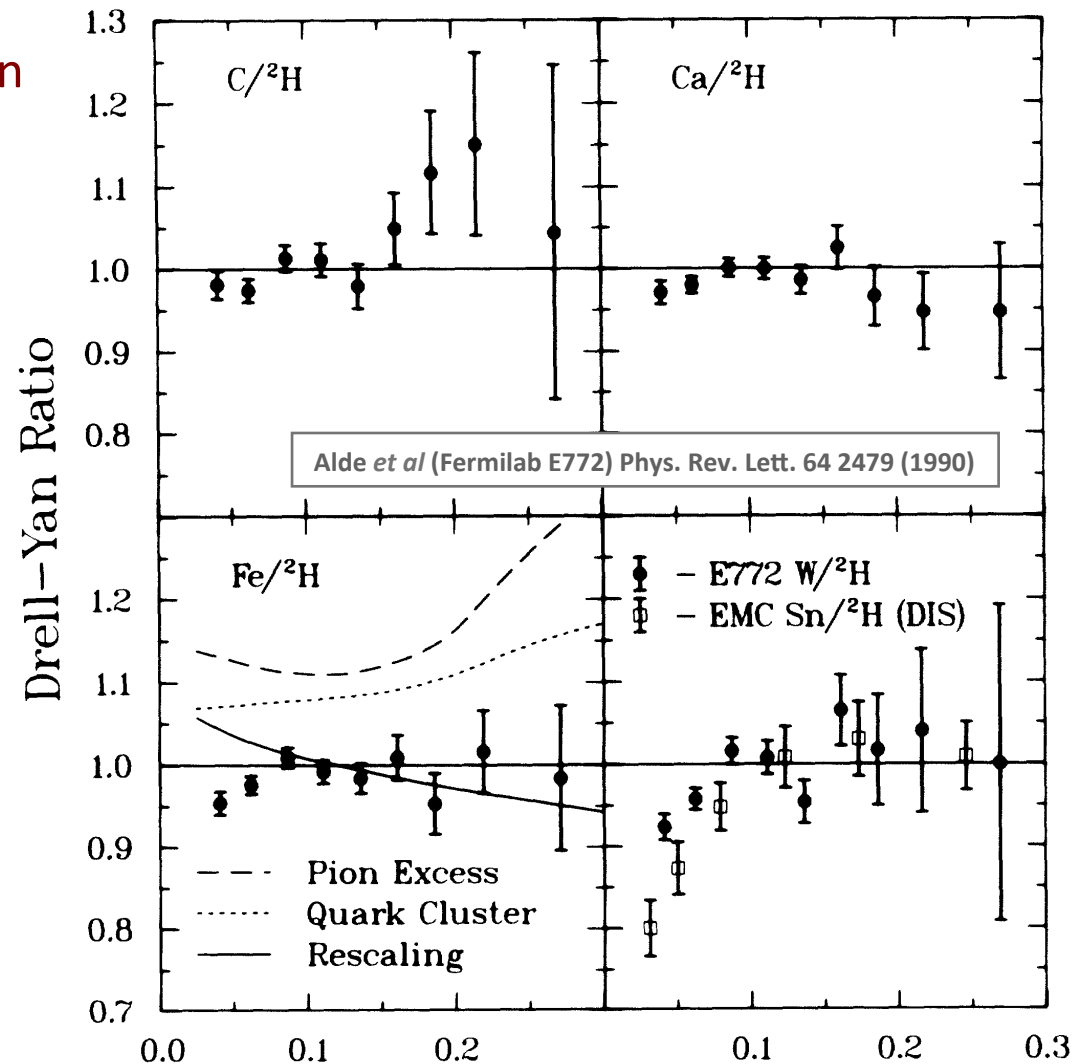 n
1.3
C/²H
Ca/²H
1.2
1.1
1.0
0.9
0.8
Drell–Yan Ratio
Alde et al (Fermilab E772) Phys. Rev. Lett. 64 2479 (1990)
Fe/²H
– E772 W/²H
– EMC Sn/²H (DIS)
1.2
1.1
1.0
0.9
Pion Excess
Quark Cluster
0.8
Rescaling
0.7
0.0 0.1 0.2 0.1 0.2 0.3